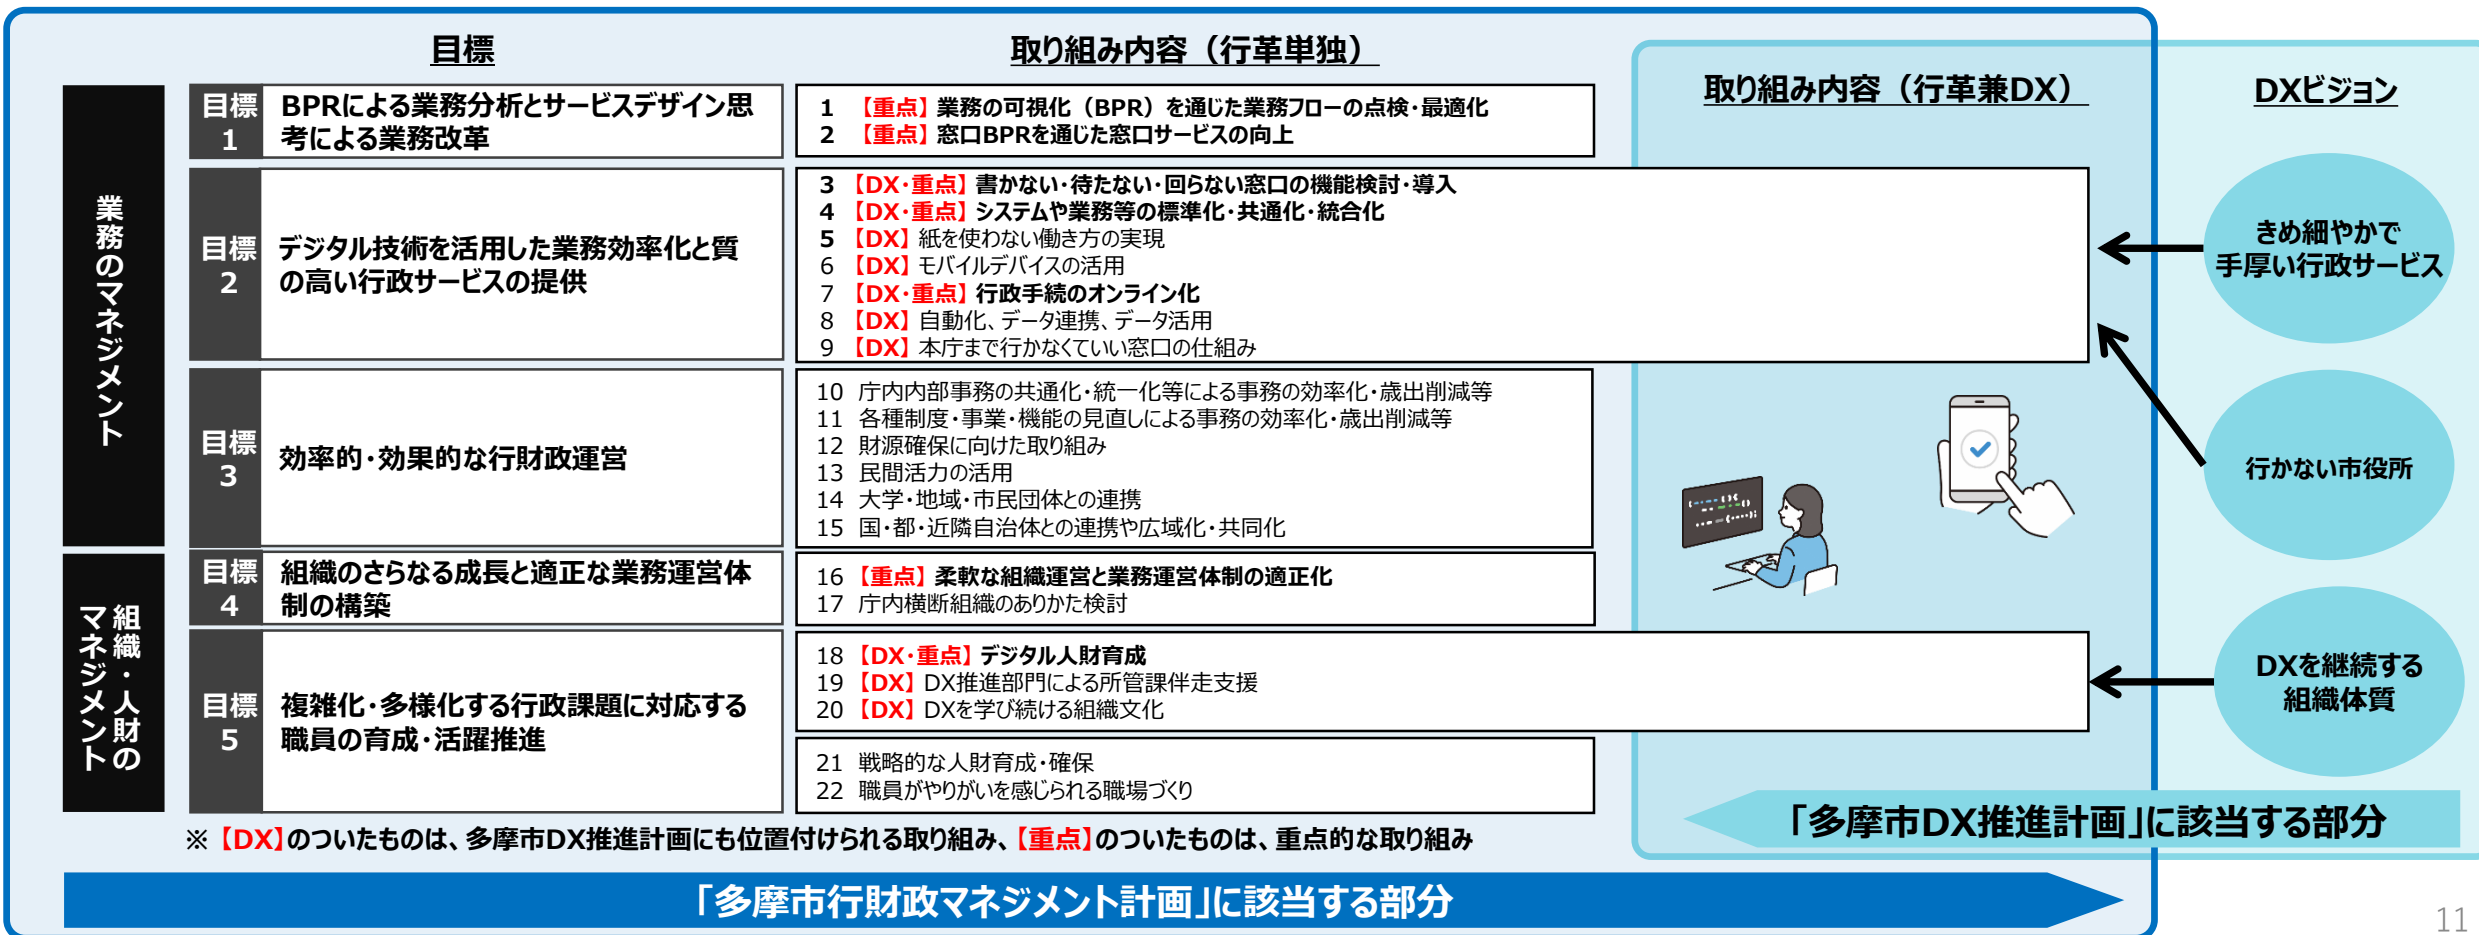 目標
取り組み内容（行革単独）
取り組み内容（行革兼DX）
DXビジョン
業務のマネジメント
目標
1
BPRによる業務分析とサービスデザイン思
考による業務改革
1 【重点】業務の可視化（BPR）を通じた業務フローの点検・最適化
2 【重点】窓口BPRを通じた窓口サービスの向上
目標
2
デジタル技術を活用した業務効率化と質
の高い行政サービスの提供
3 【DX・重点】書かない・待たない・回らない窓口の機能検討・導入
4 【DX・重点】システムや業務等の標準化・共通化・統合化
5 【DX】紙を使わない働き方の実現
6 【DX】モバイルデバイスの活用
7 【DX・重点】行政手続のオンライン化
8 【DX】自動化、データ連携、データ活用
9 【DX】本庁まで行かなくていい窓口の仕組み
目標
3
効率的・効果的な行財政運営
10 庁内内部事務の共通化・統一化等による事務の効率化・歳出削減等
11 各種制度・事業・機能の見直しによる事務の効率化・歳出削減等
12 財源確保に向けた取り組み
13 民間活力の活用
14 大学・地域・市民団体との連携
15 国・都・近隣自治体との連携や広域化・共同化
組織・人財の
マネジメント
目標
4
組織のさらなる成長と適正な業務運営体
制の構築
16 【重点】柔軟な組織運営と業務運営体制の適正化
17 庁内横断組織のありかた検討
目標
5
複雑化・多様化する行政課題に対応する
職員の育成・活躍推進
18 【DX・重点】デジタル人財育成
19 【DX】DX推進部門による所管課伴走支援
20 【DX】DXを学び続ける組織文化
21 戦略的な人財育成・確保
22 職員がやりがいを感じられる職場づくり
きめ細やかで
手厚い行政サービス
行かない市役所
DXを継続する
組織体質
「多摩市DX推進計画」に該当する部分
※【DX】のついたものは、多摩市DX推進計画にも位置付けられる取り組み、【重点】のついたものは、重点的な取り組み
「多摩市行財政マネジメント計画」に該当する部分
11